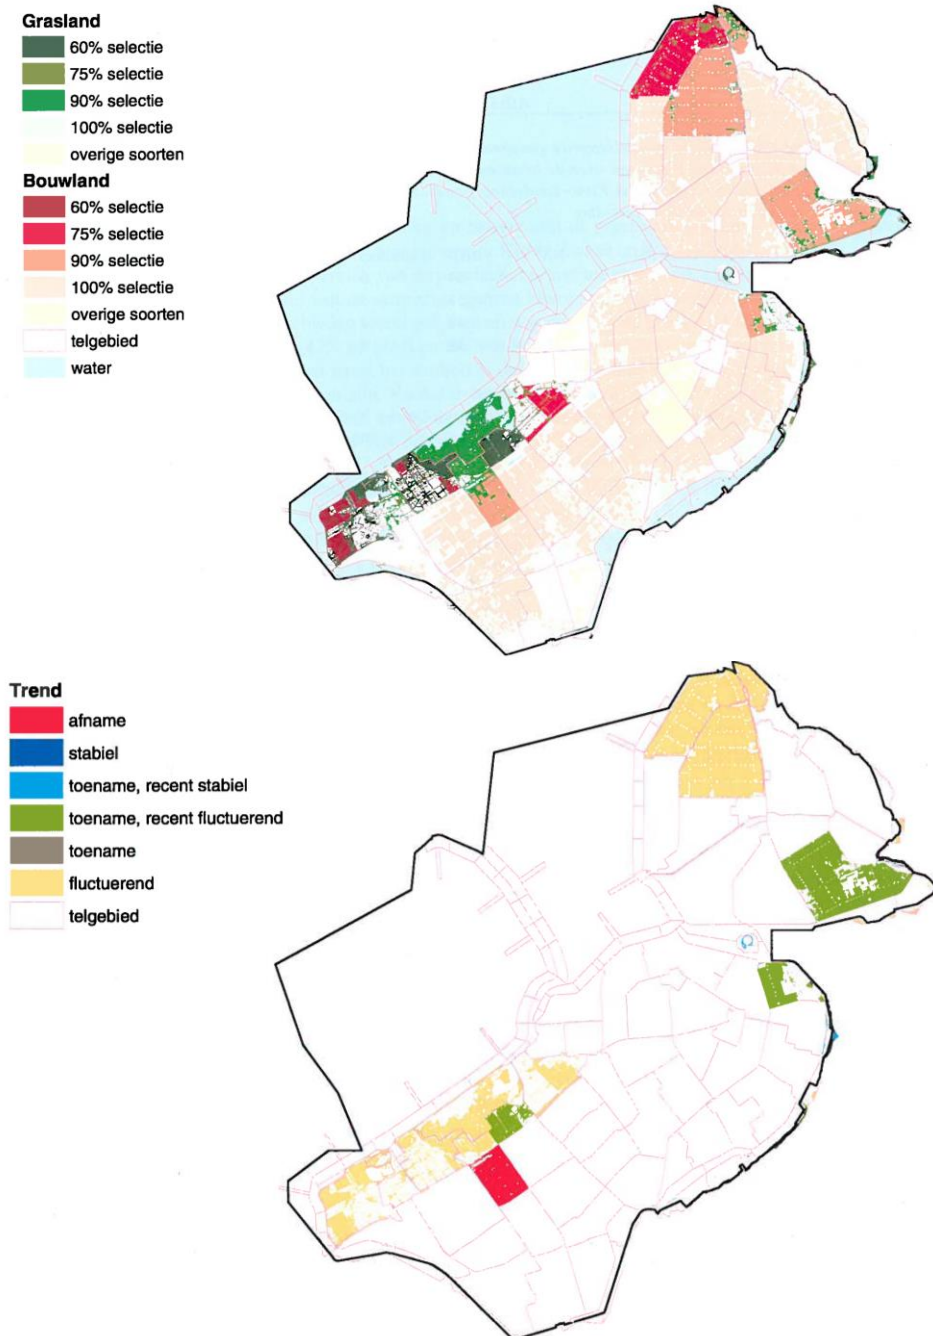 Grasland
60% selectie
75% selectie
90% selectie
100% selectie
overige soorten
Bouwland
60% selectie
75% selectie
90% selectie
100% selectie
overige soorten
telgebied
water
Trend
afname
stabiel
toename, recent stabiel
toename, recent fluctuerend
toename
fluctuerend
telgebied